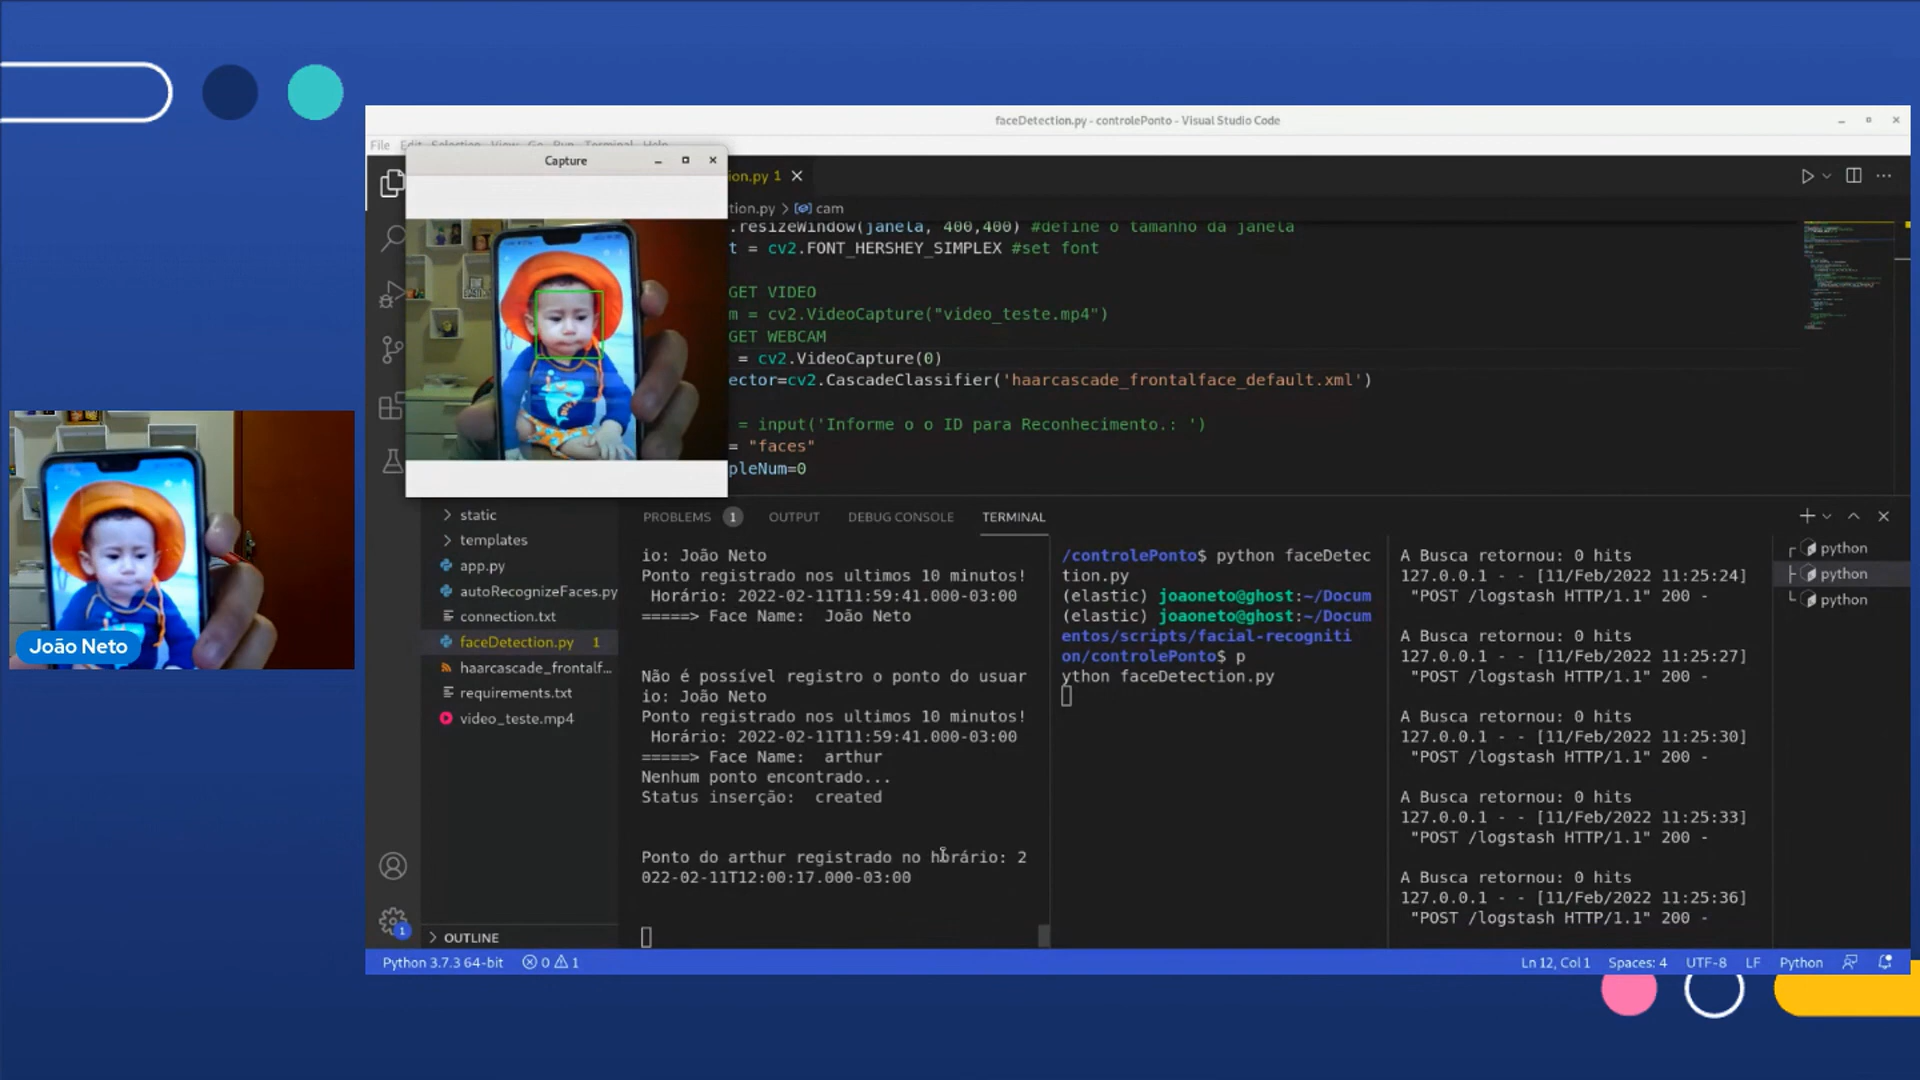 faceDetection.py - controlePonto - Visual Studio Code
File Edit Selection View Go Run Terminal Help
Capture
ion.py 1
tion.py > cam
.resizeWindow(janela, 400,400) #define o tamanho da janela
t = cv2.FONT_HERSHEY_SIMPLEX #set font
GET VIDEO
m = cv2.VideoCapture("video_teste.mp4")
GET WEBCAM
= cv2.VideoCapture(0)
ector=cv2.CascadeClassifier('haarcascade_frontalface_default.xml')
= input('Informe o o ID para Reconhecimento.: ')
= "faces"
pleNum=0
João Neto
static
templates
app.py
autoRecognizeFaces.py
connection.txt
faceDetection.py 1
haarcascade_frontalf...
requirements.txt
video_teste.mp4
OUTLINE
PROBLEMS 1 OUTPUT DEBUG CONSOLE TERMINAL
io: João Neto
Ponto registrado nos ultimos 10 minutos!
Horário: 2022-02-11T11:59:41.000-03:00
=====> Face Name: João Neto
Não é possível registro o ponto do usuar
io: João Neto
Ponto registrado nos ultimos 10 minutos!
Horário: 2022-02-11T11:59:41.000-03:00
=====> Face Name: arthur
Nenhum ponto encontrado...
Status inserção: created
Ponto do arthur registrado no horário: 2
022-02-11T12:00:17.000-03:00
/controlePonto$ python faceDetec
tion.py
(elastic) joaoneto@ghost:~/Docum
(elastic) joaoneto@ghost:~/Docum
entos/scripts/facial-recogniti
on/controlePonto$ p
ython faceDetection.py
A Busca retornou: 0 hits
127.0.0.1 - - [11/Feb/2022 11:25:24]
"POST /logstash HTTP/1.1" 200 -
A Busca retornou: 0 hits
127.0.0.1 - - [11/Feb/2022 11:25:27]
"POST /logstash HTTP/1.1" 200 -
A Busca retornou: 0 hits
127.0.0.1 - - [11/Feb/2022 11:25:30]
"POST /logstash HTTP/1.1" 200 -
A Busca retornou: 0 hits
127.0.0.1 - - [11/Feb/2022 11:25:33]
"POST /logstash HTTP/1.1" 200 -
A Busca retornou: 0 hits
127.0.0.1 - - [11/Feb/2022 11:25:36]
"POST /logstash HTTP/1.1" 200 -
python
python
python
1
Python 3.7.3 64-bit 0 1
Ln 12, Col 1 Spaces: 4 UTF-8 LF Python